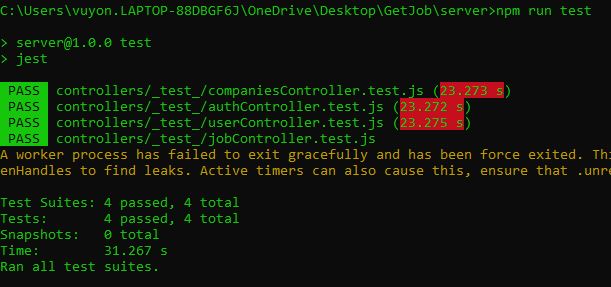 C:\Users\vuyon.LAPTOP-88DBGF6J\OneDrive\Desktop\GetJob\server>npm run test
> server@1.0.0 test
> jest
PASS controllers/_test_/companiesController.test.js (23.273 s)
PASS controllers/_test_/authController.test.js (23.272 s)
PASS controllers/_test_/userController.test.js (23.275 s)
PASS controllers/_test_/jobController.test.js
A worker process has failed to exit gracefully and has been force exited. Thi
enHandles to find leaks. Active timers can also cause this, ensure that .unre
Test Suites: 4 passed, 4 total
Tests: 4 passed, 4 total
Snapshots: 0 total
Time: 31.267 s
Ran all test suites.